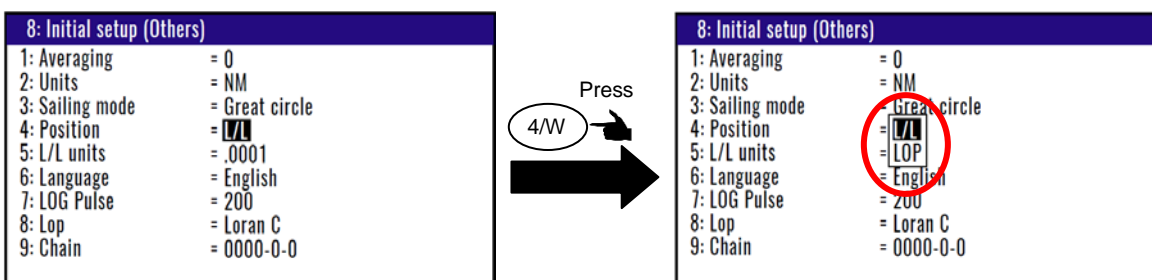 8: Initial setup (Others)
1: Averaging = 0
2: Units = NM
3: Sailing mode = Great circle
4: Position = L/L
5: L/L units = .0001
6: Language = English
7: LOG Pulse = 200
8: Lop = Loran C
9: Chain = 0000-0-0
Press
4/W
8: Initial setup (Others)
1: Averaging = 0
2: Units = NM
3: Sailing mode = Great circle
4: Position = L/L
5: L/L units = LOP
6: Language = English
7: LOG Pulse = 200
8: Lop = Loran C
9: Chain = 0000-0-0